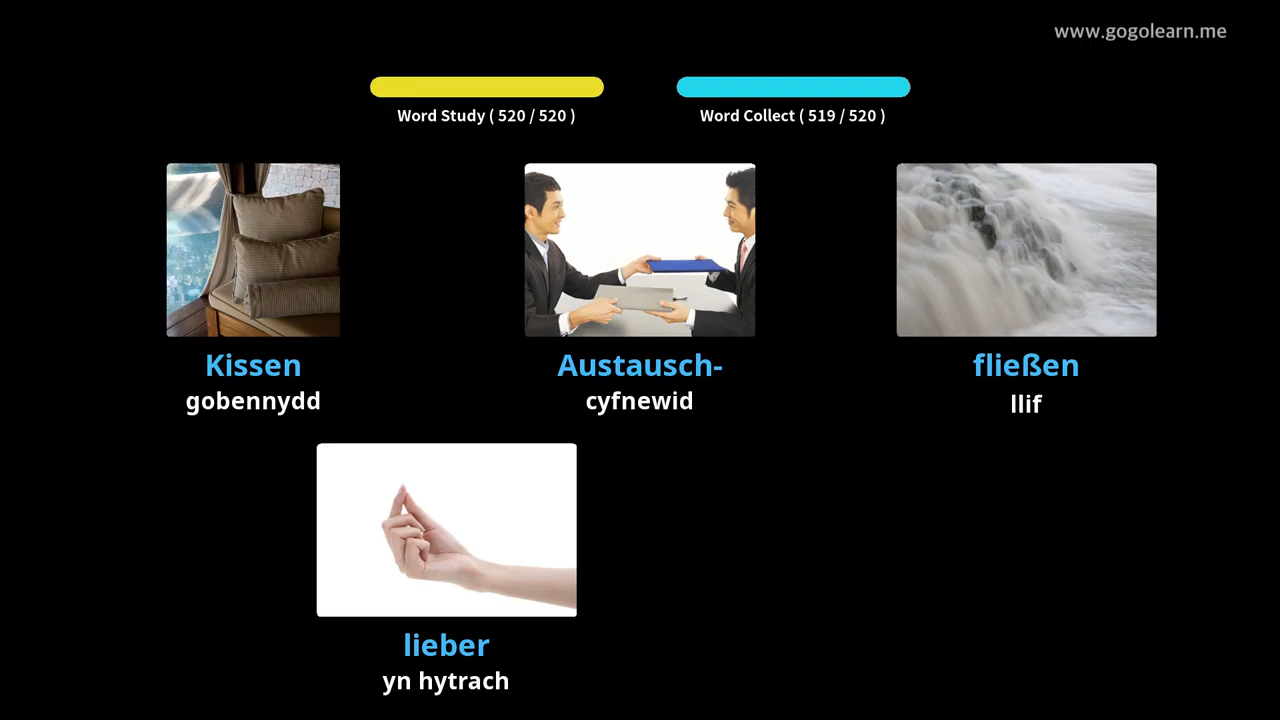 www.gogolearn.me
Word Study ( 520 / 520 )
Word Collect ( 519 / 520 )
Kissen
gobennydd
Austausch-
cyfnewid
fließen
llif
lieber
yn hytrach